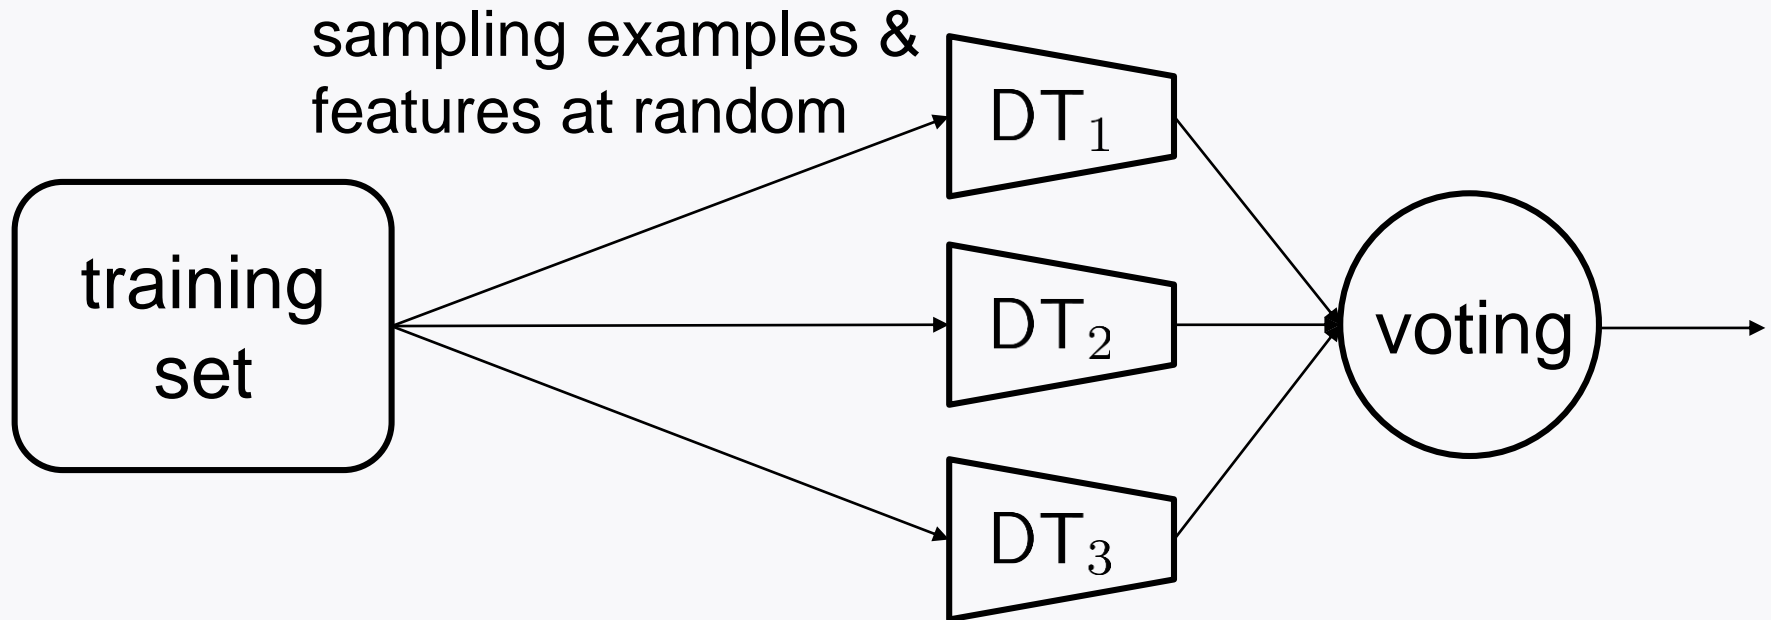 sampling examples &
features at random
training
set
DT₁
DT₂
DT₃
voting